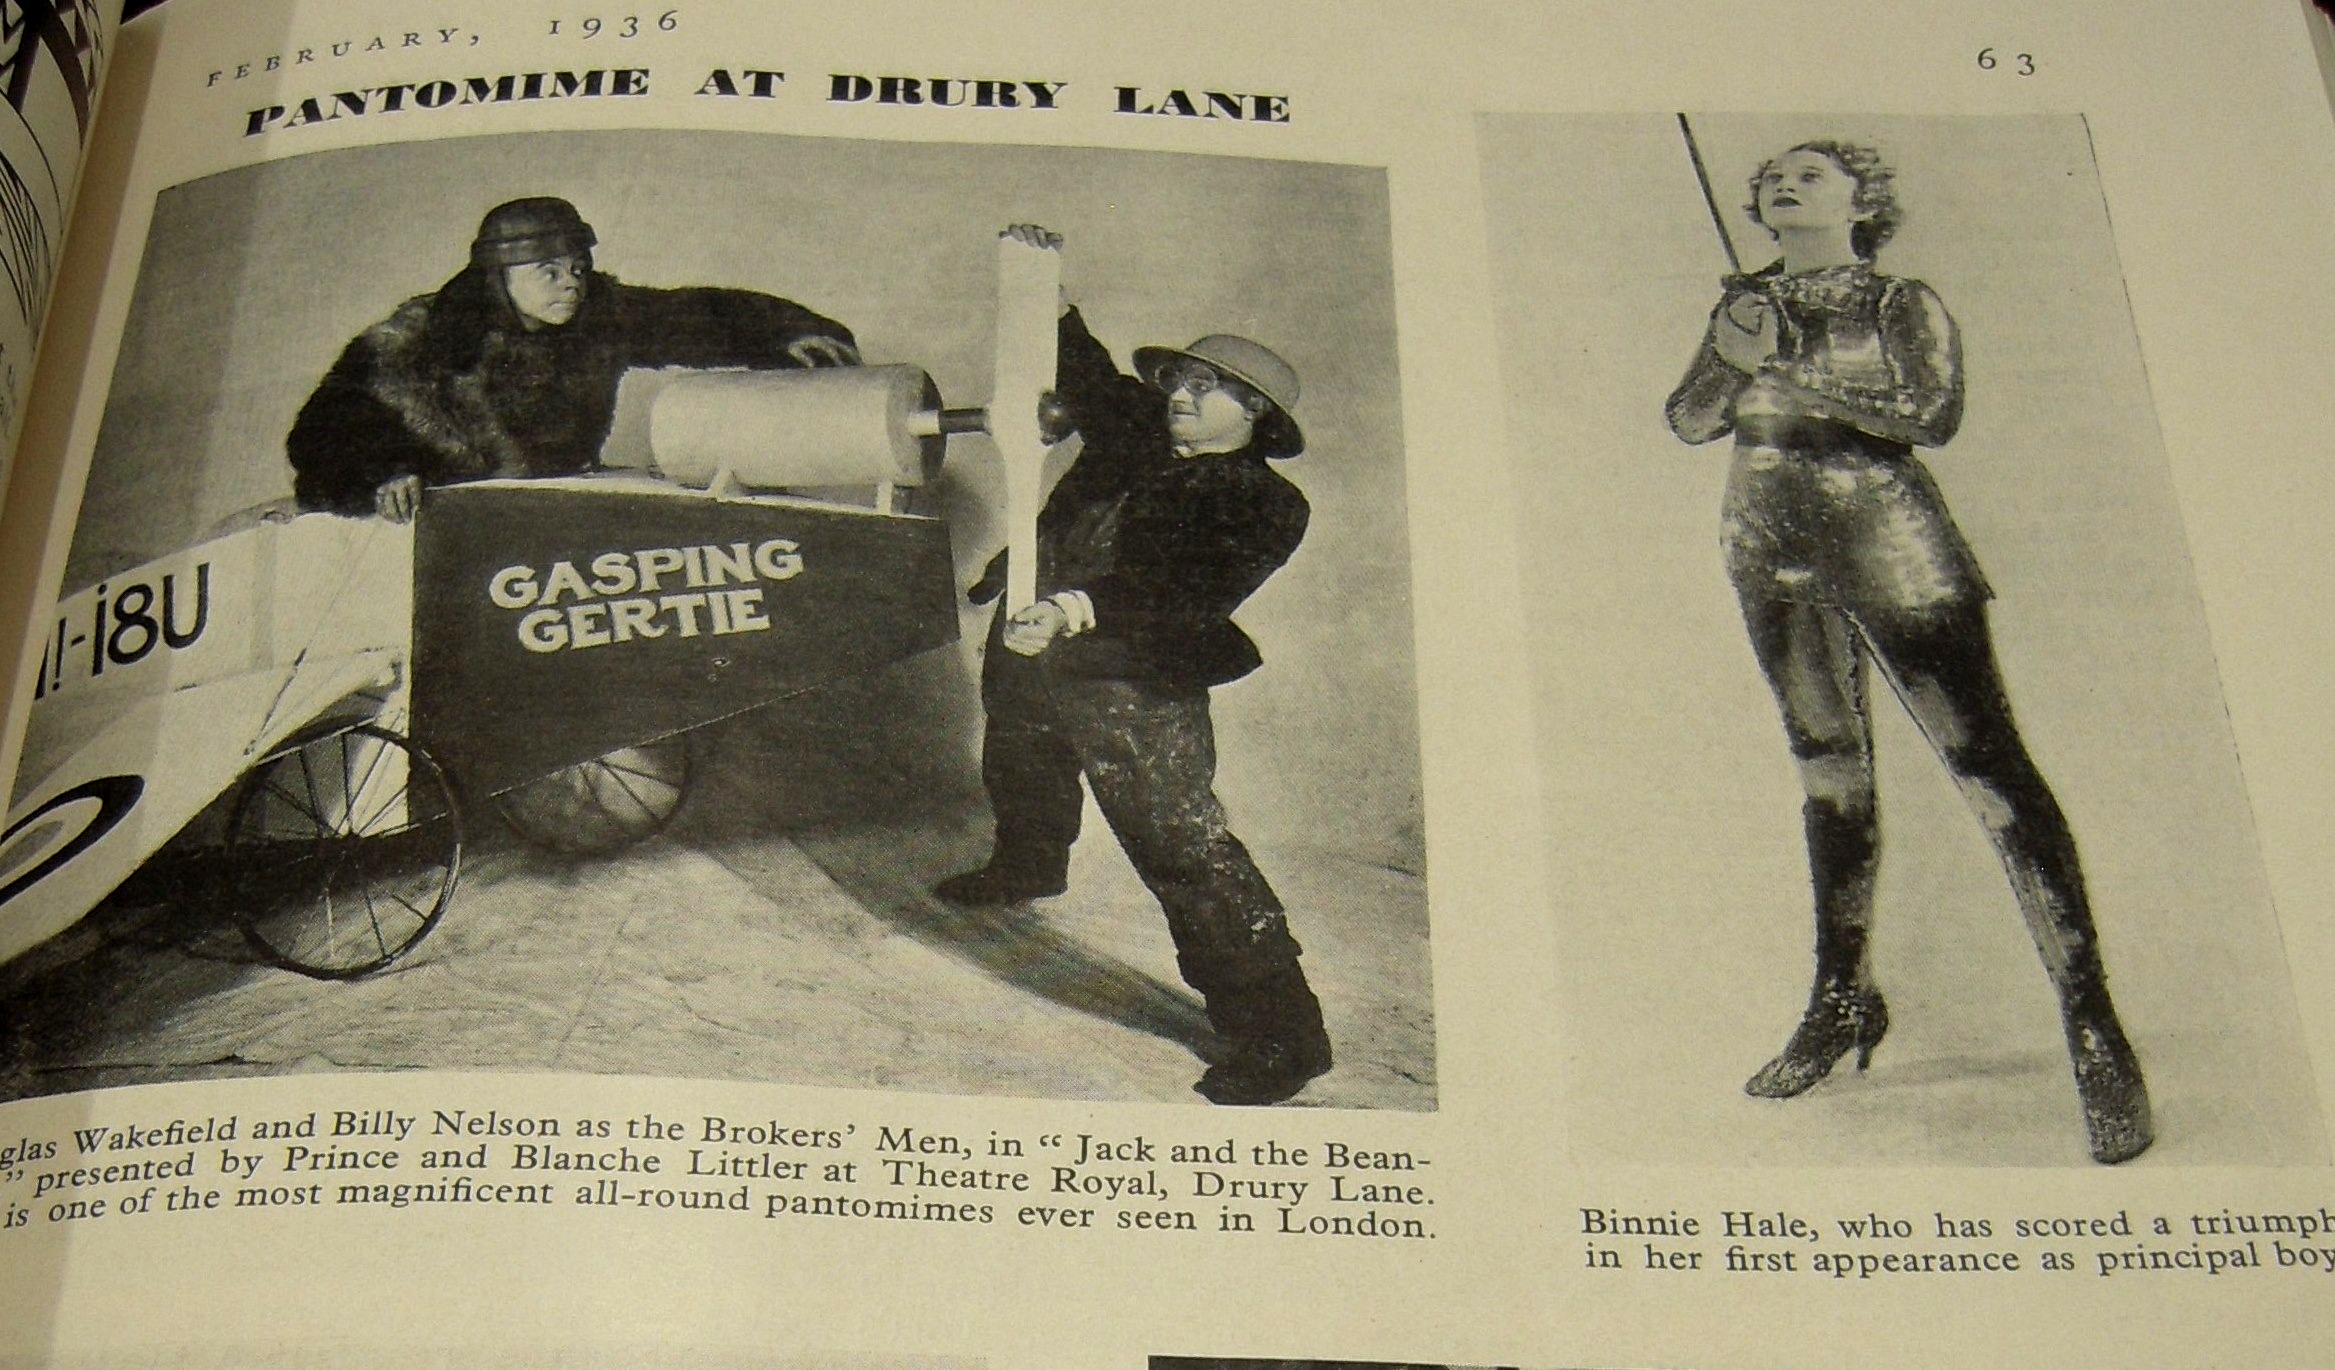 FEBRUARY, 1936
63
PANTOMIME AT DRURY LANE
!-i8U
GASPING
GERTIE
glas Wakefield and Billy Nelson as the Brokers' Men, in “ Jack and the Bean-
” presented by Prince and Blanche Littler at Theatre Royal, Drury Lane.
is one of the most magnificent all-round pantomimes ever seen in London.
Binnie Hale, who has scored a triumph
in her first appearance as principal boy